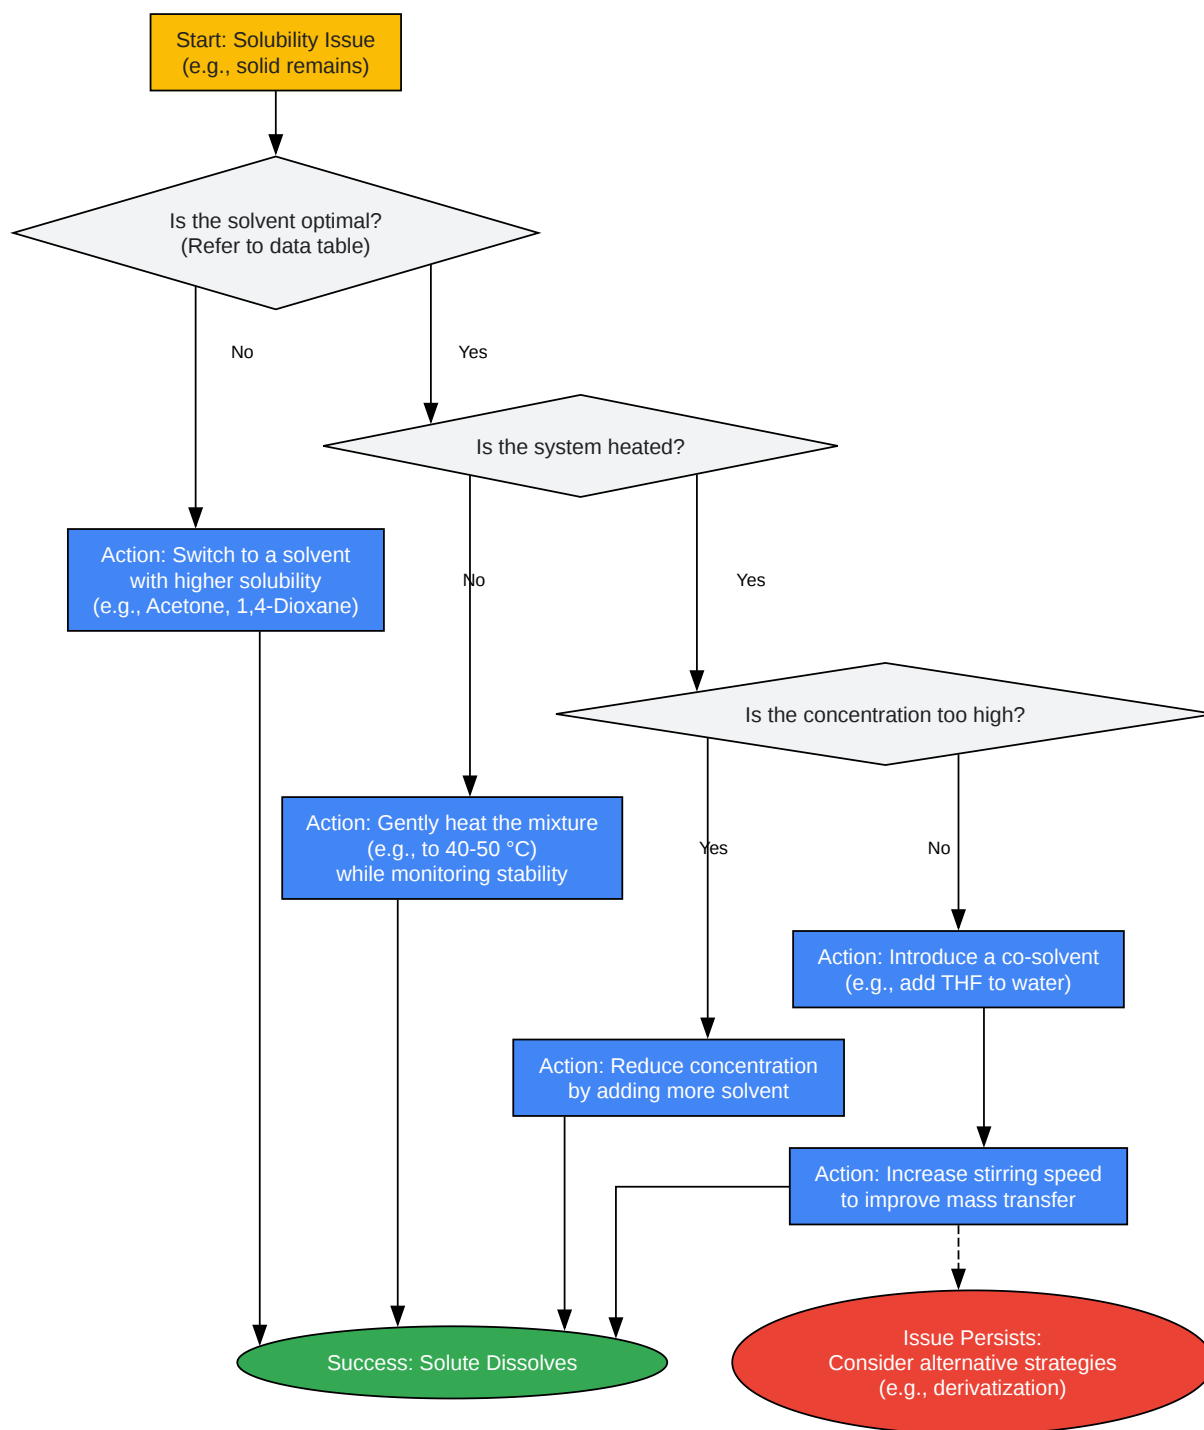 Start: Solubility Issue
(e.g., solid remains)
Is the solvent optimal?
(Refer to data table)
No
Yes
Is the system heated?
Action: Switch to a solvent
with higher solubility
(e.g., Acetone, 1,4-Dioxane)
No
Yes
Is the concentration too high?
Action: Gently heat the mixture
(e.g., to 40-50 °C)
while monitoring stability
Yes
No
Action: Introduce a co-solvent
(e.g., add THF to water)
Action: Reduce concentration
by adding more solvent
Action: Increase stirring speed
to improve mass transfer
Success: Solute Dissolves
Issue Persists:
Consider alternative strategies
(e.g., derivatization)